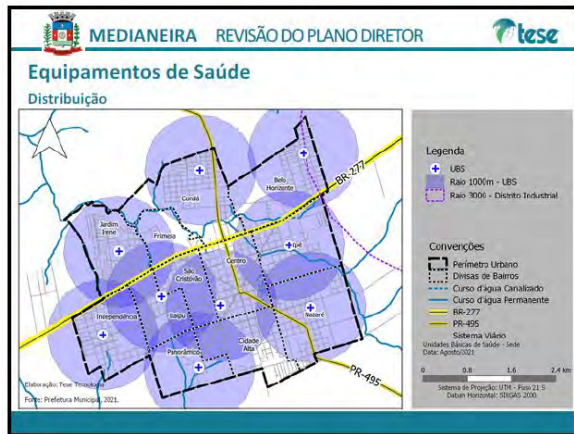 MEDIANEIRA REVISÃO DO PLANO DIRETOR
tese
Equipamentos de Saúde
Distribuição
Condá
Belo Horizonte
BR-277
Jardim Irene
Frimesa
Ipê
Centro
São Cristóvão
Independência
Itaipu
Nazaré
Cidade Alta
Panorâmico
PR-495
Elaboração: Tese Tecnologia
Fonte: Prefeitura Municipal, 2021.
Legenda
UBS
Raio 1000m - UBS
Raio 3000 - Distrito Industrial
Convenções
Perímetro Urbano
Divisas de Bairros
Curso d'água Canalizado
Curso d'água Permanente
BR-277
PR-495
Sistema Viário
Unidades Básicas de Saúde - Sede
Data: Agosto/2021
0 0.8 1.6 2.4 km
Sistema de Projeção: UTM - Fuso 21 S
Datum Horizontal: SIRGAS 2000